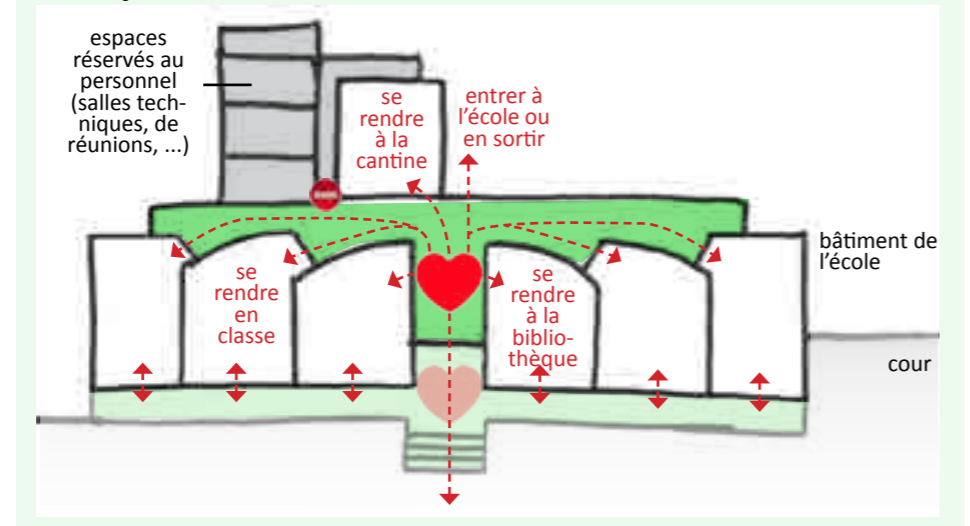 espaces
réservés au
personnel
(salles tech-
niques, de
réunions, ...)
se
rendre
à la
cantine
entrer à
l'école ou
en sortir
bâtiment de
l'école
se
rendre
en
classe
se
rendre
à la
biblio-
thèque
cour